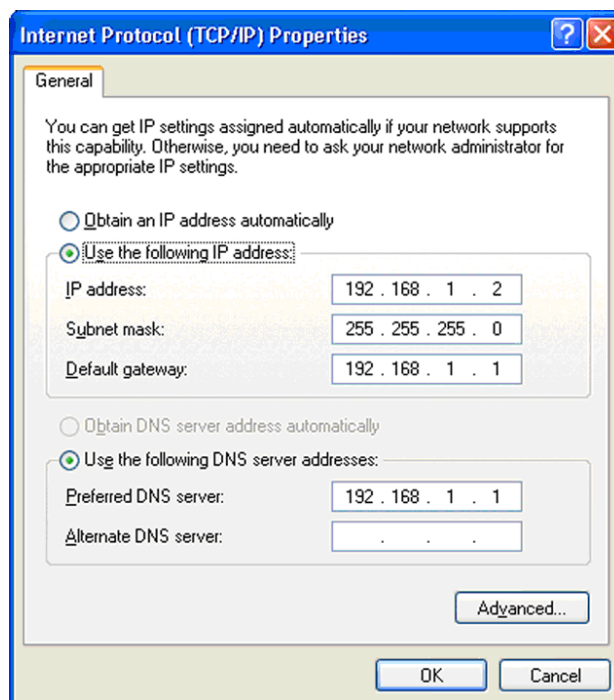 Internet Protocol (TCP/IP) Properties
General
You can get IP settings assigned automatically if your network supports
this capability. Otherwise, you need to ask your network administrator for
the appropriate IP settings.
Obtain an IP address automatically
Use the following IP address:
IP address: 192 . 168 . 1 . 2
Subnet mask: 255 . 255 . 255 . 0
Default gateway: 192 . 168 . 1 . 1
Obtain DNS server address automatically
Use the following DNS server addresses:
Preferred DNS server: 192 . 168 . 1 . 1
Alternate DNS server: . . .
Advanced...
OK Cancel